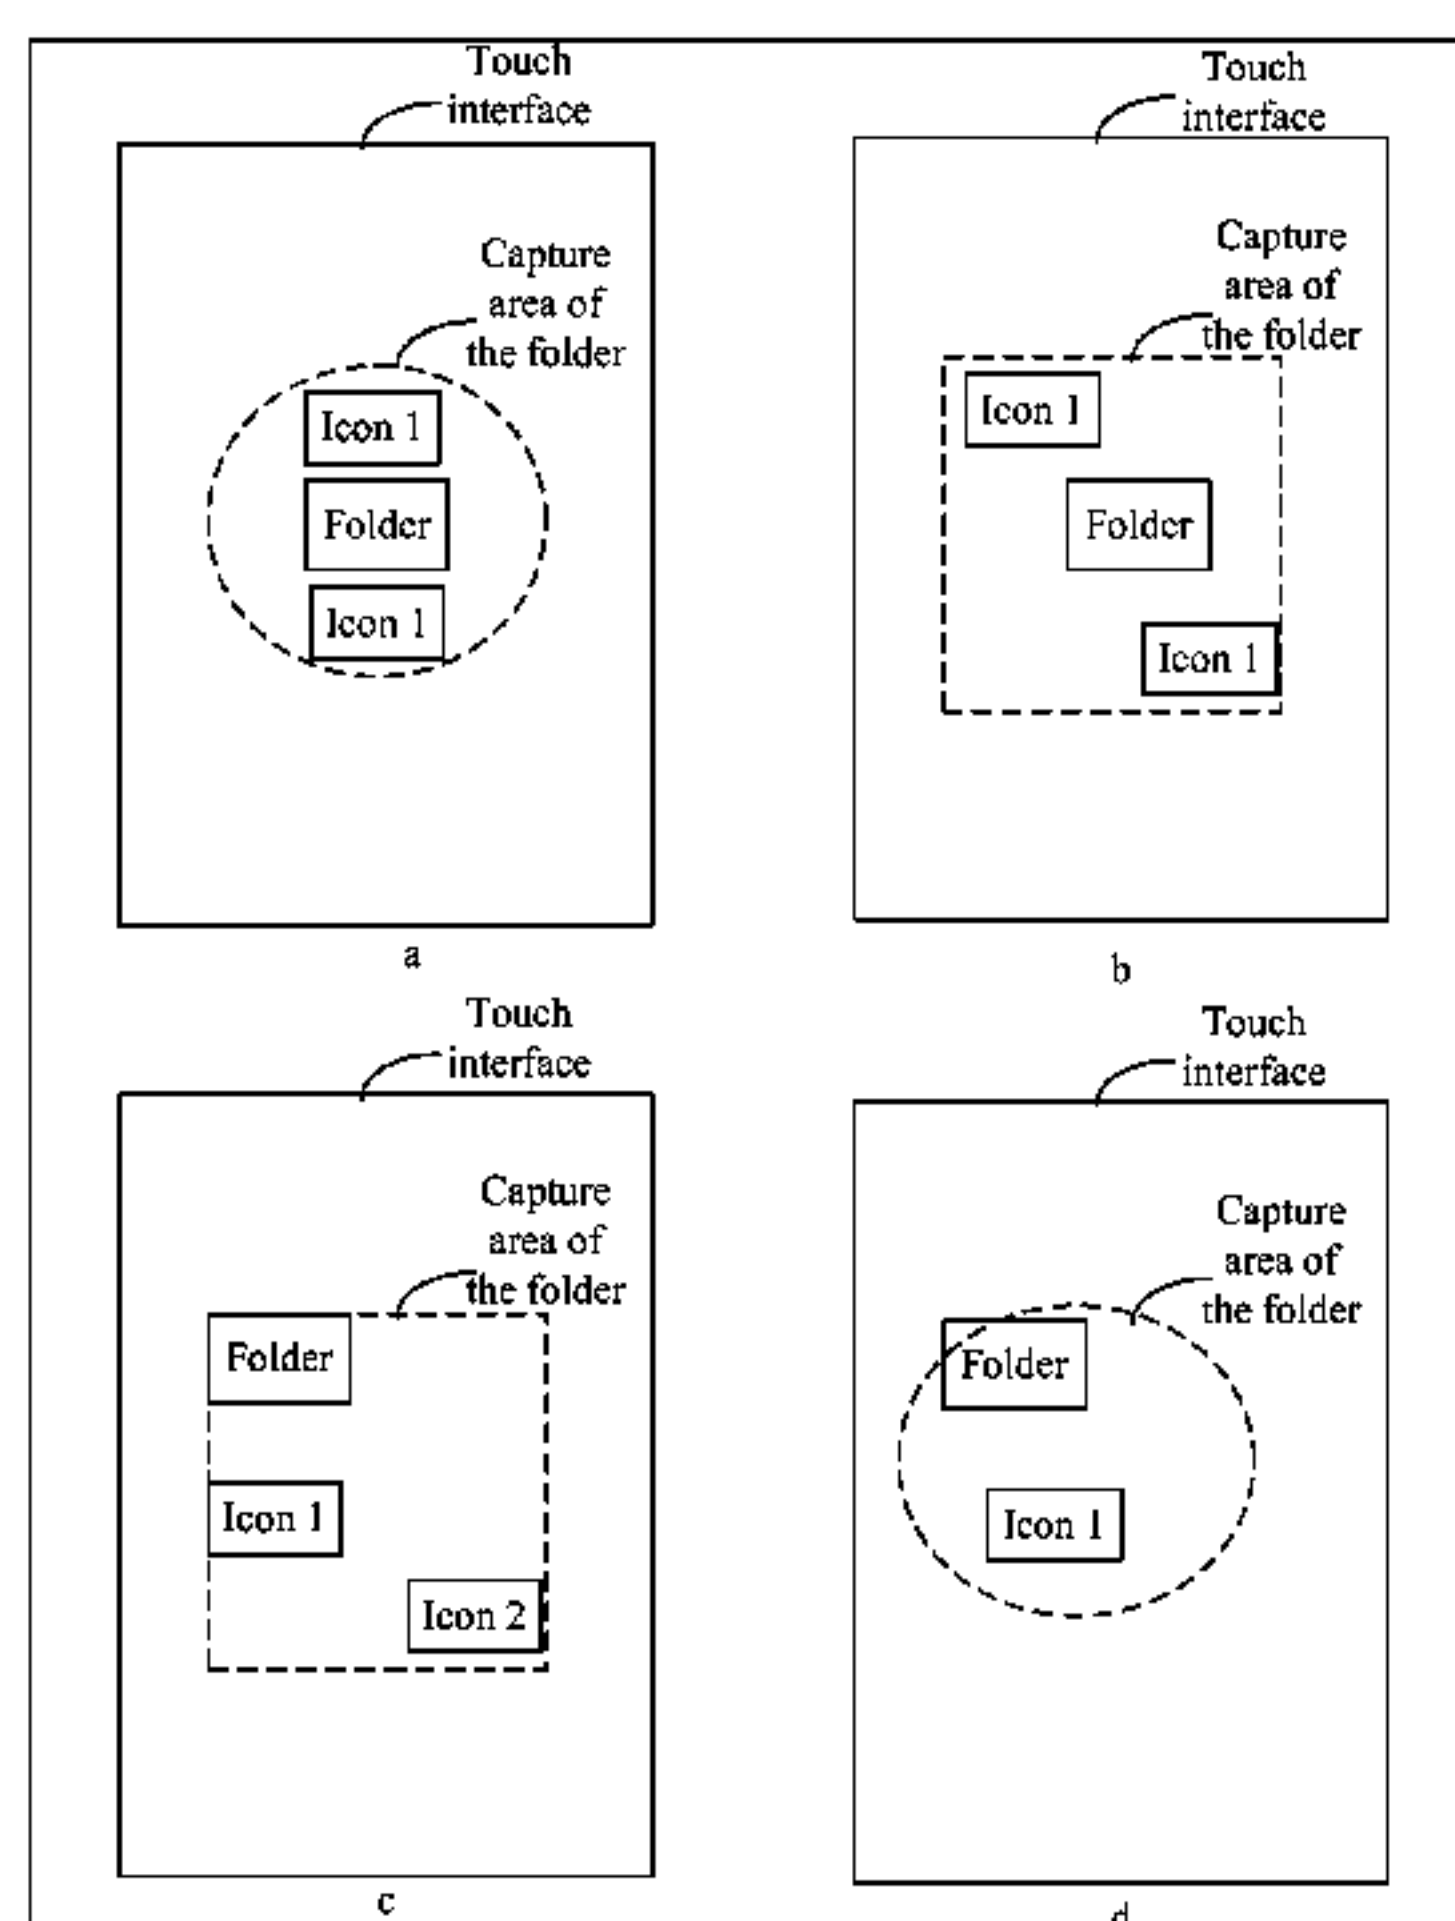 Touch
interface
Capture
area of
the folder
Icon 1
Folder
Icon 1
a
Touch
interface
Capture
area of
the folder
Icon 1
Folder
Icon 1
b
Touch
interface
Capture
area of
the folder
Folder
Icon 1
Icon 2
c
Touch
interface
Capture
area of
the folder
Folder
Icon 1
d